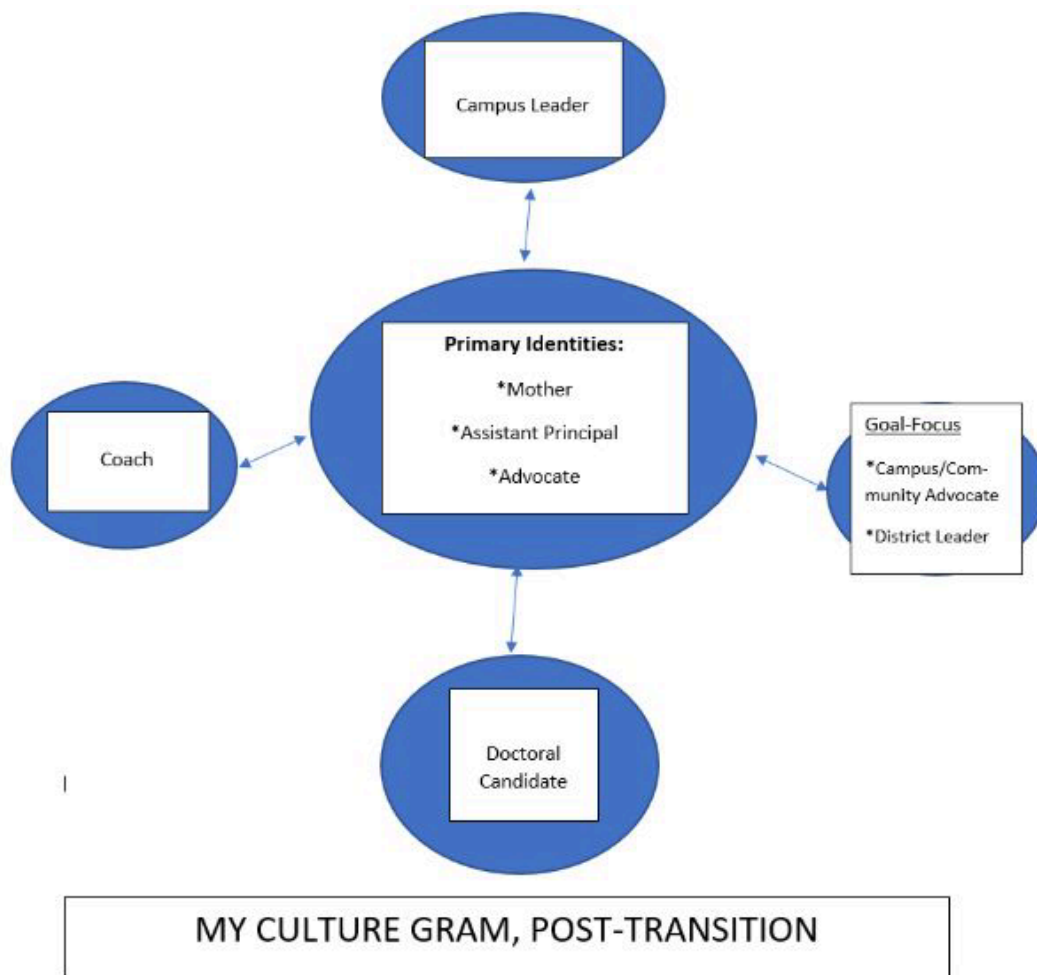 Campus Leader
Primary Identities:
*Mother
*Assistant Principal
*Advocate
Coach
Goal-Focus
*Campus/Com-
munity Advocate
*District Leader
Doctoral
Candidate
MY CULTURE GRAM, POST-TRANSITION